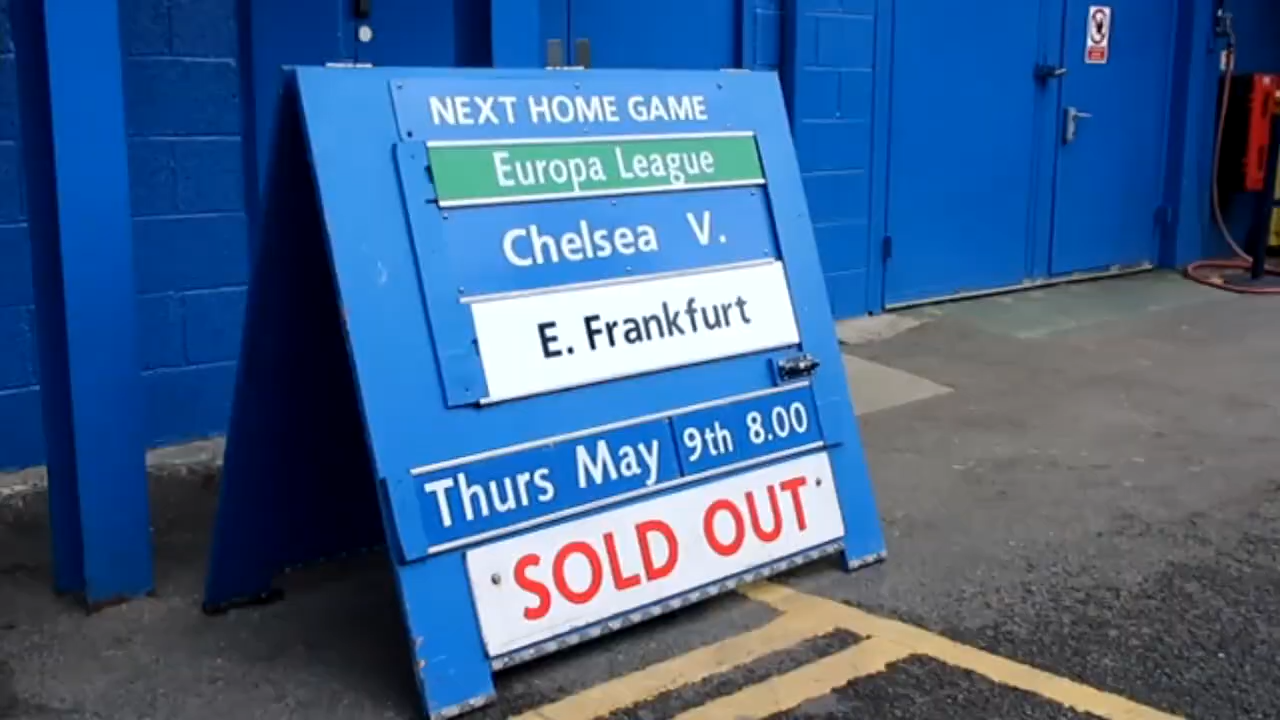 NEXT HOME GAME
Europa League
Chelsea V.
E. Frankfurt
Thurs May 9th 8.00
SOLD OUT